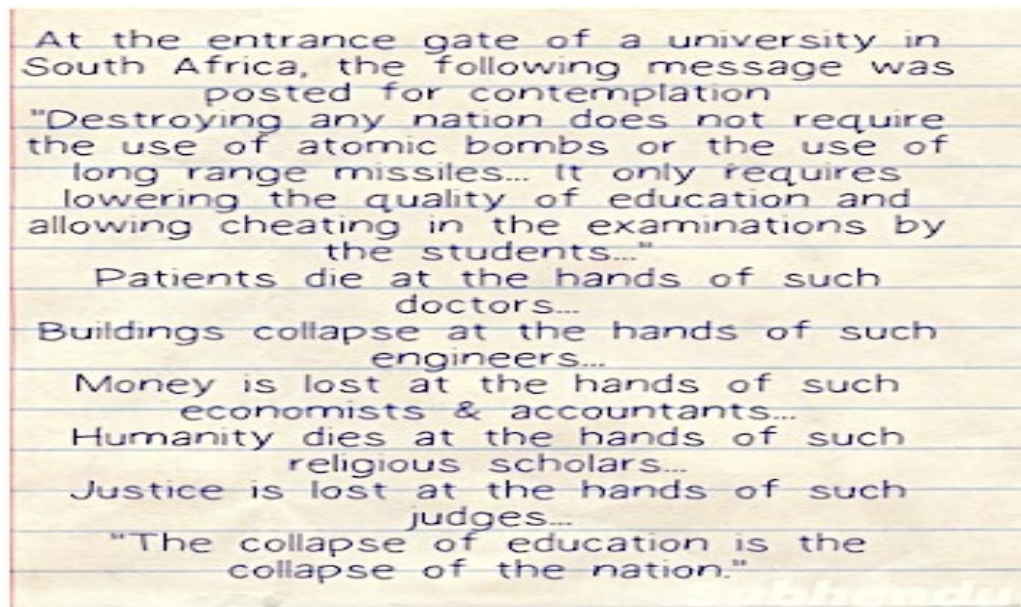 At the entrance gate of a university in
South Africa, the following message was
posted for contemplation
"Destroying any nation does not require
the use of atomic bombs or the use of
long range missiles... It only requires
lowering the quality of education and
allowing cheating in the examinations by
the students..."
Patients die at the hands of such
doctors...
Buildings collapse at the hands of such
engineers...
Money is lost at the hands of such
economists & accountants...
Humanity dies at the hands of such
religious scholars...
Justice is lost at the hands of such
judges...
"The collapse of education is the
collapse of the nation."